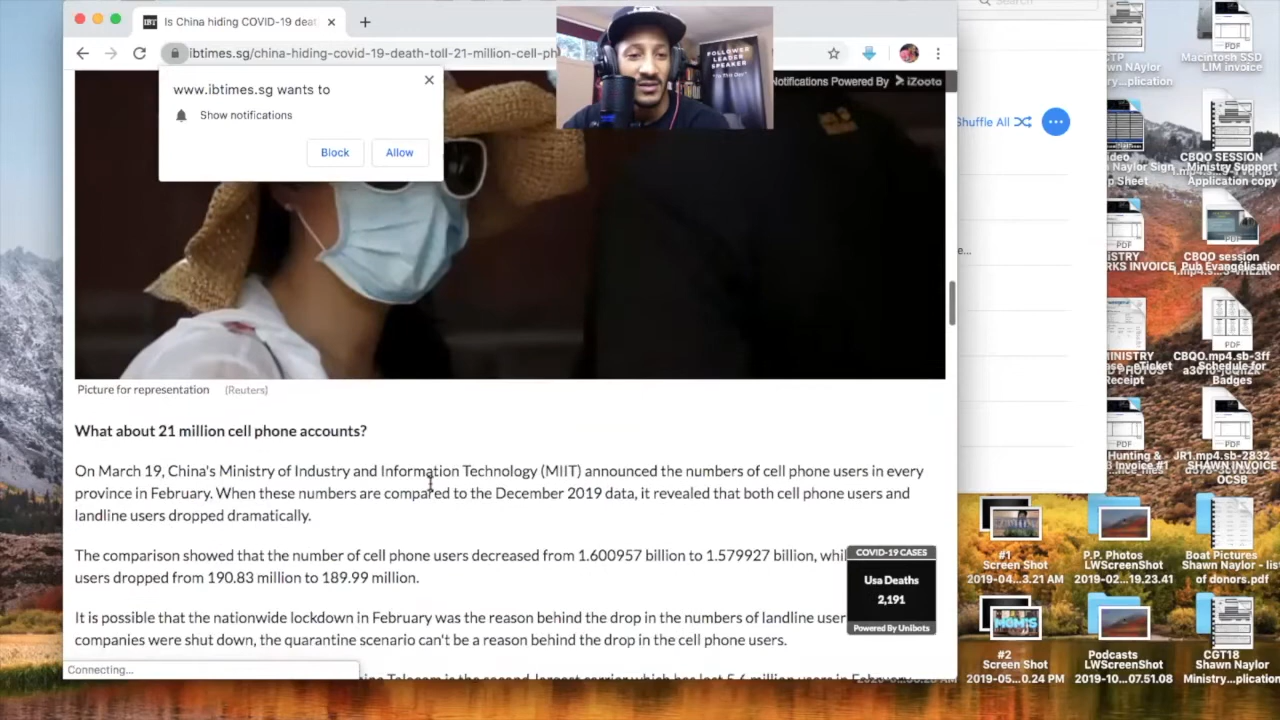 Is China hiding COVID-19 deat
Search
ibtimes.sg/china-hiding-covid-19-death-toll-21-million-cell-ph
www.ibtimes.sg wants to
Show notifications
Block
Allow
FOLLOWER
LEADER
SPEAKER
Notifications Powered By iZooto
Shuffle All
Picture for representation (Reuters)
What about 21 million cell phone accounts?
On March 19, China's Ministry of Industry and Information Technology (MIIT) announced the numbers of cell phone users in every
province in February. When these numbers are compared to the December 2019 data, it revealed that both cell phone users and
landline users dropped dramatically.
The comparison showed that the number of cell phone users decreased from 1.600957 billion to 1.579927 billion, whil
users dropped from 190.83 million to 189.99 million.
It is possible that the nationwide lockdown in February was the reason behind the drop in the numbers of landline user
companies were shutdown, the quarantine scenario can't be a reason behind the drop in the cell phone users.
COVID-19 CASES
Usa Deaths
2,191
Powered By Unibots
Connecting...
Macintosh SSD
LIM invoice
CBQO SESSION
Ministry Support
Application copy
CBQO session
Pub Evangelisation
Schedule for
Badges
SHAWN INVOICE
OCSB
#1
Screen Shot
2019-04...3.21 AM
P.P. Photos
LWScreenShot
2019-02...19.23.41
Boat Pictures
Shawn Naylor - list
of donors.pdf
MOM'S
#2
Screen Shot
2019-05...0.24 PM
Podcasts
LWScreenShot
2019-10...07.51.08
CGT18
Shawn Naylor
Ministry...plication